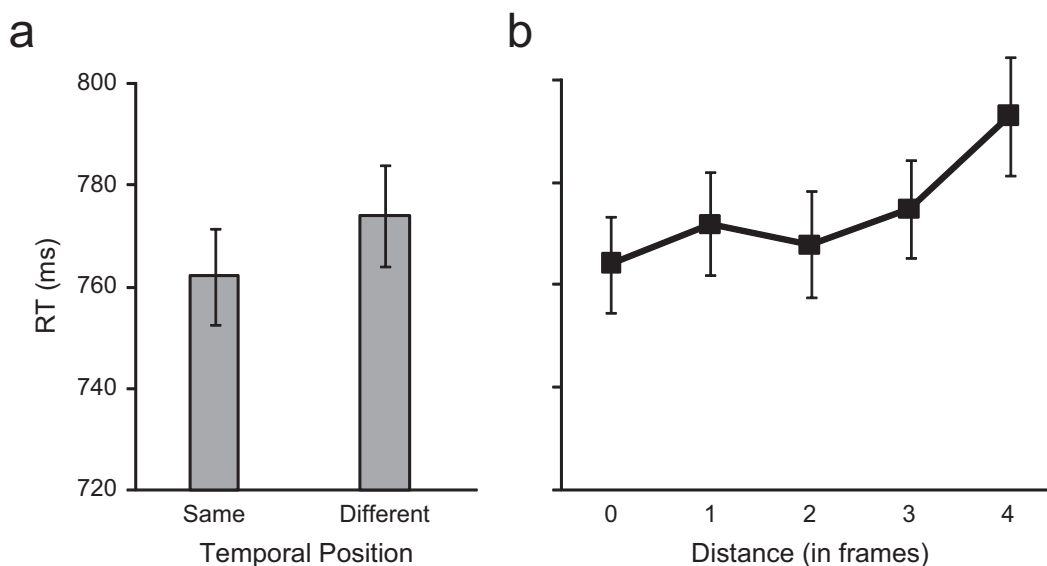 a
b
800
780
760
740
720
RT (ms)
Same Different
Temporal Position
0 1 2 3 4
Distance (in frames)